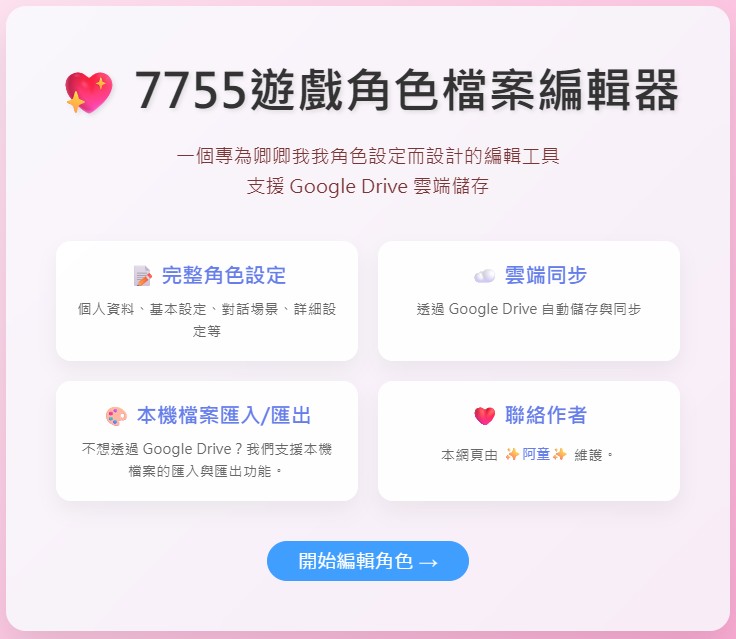 💖 7755遊戲角色檔案編輯器
一個專為卿卿我我角色設定而設計的編輯工具
支援 Google Drive 雲端儲存
📝 完整角色設定
個人資料、基本設定、對話場景、詳細設
定等
☁️ 雲端同步
透過 Google Drive 自動儲存與同步
🎨 本機檔案匯入/匯出
不想透過 Google Drive？我們支援本機
檔案的匯入與匯出功能。
❤️ 聯絡作者
本網頁由 ✨阿童✨ 維護。
開始編輯角色 →